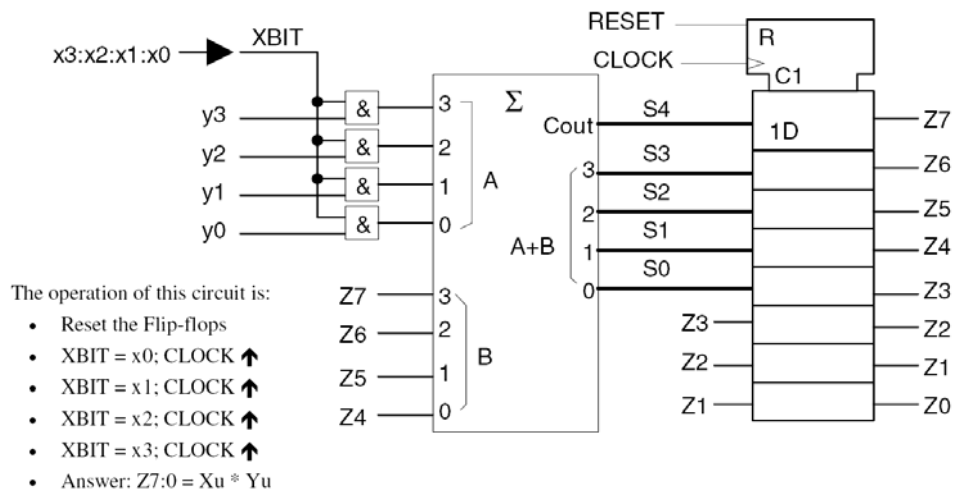 RESET
R
CLOCK
C1
x3:x2:x1:x0
XBIT
y3
&
3
Σ
Cout
S4
1D
Z7
y2
&
2
S3
3
Z6
y1
&
1
A
S2
2
Z5
y0
&
0
A+B
S1
1
Z4
S0
0
Z3
The operation of this circuit is:
Z7
3
Z3
Z2
• Reset the Flip-flops
Z6
2
B
Z2
Z1
• XBIT = x0; CLOCK ↑
Z5
1
Z1
Z0
• XBIT = x1; CLOCK ↑
Z4
0
• XBIT = x2; CLOCK ↑
• XBIT = x3; CLOCK ↑
• Answer: Z7:0 = Xu * Yu